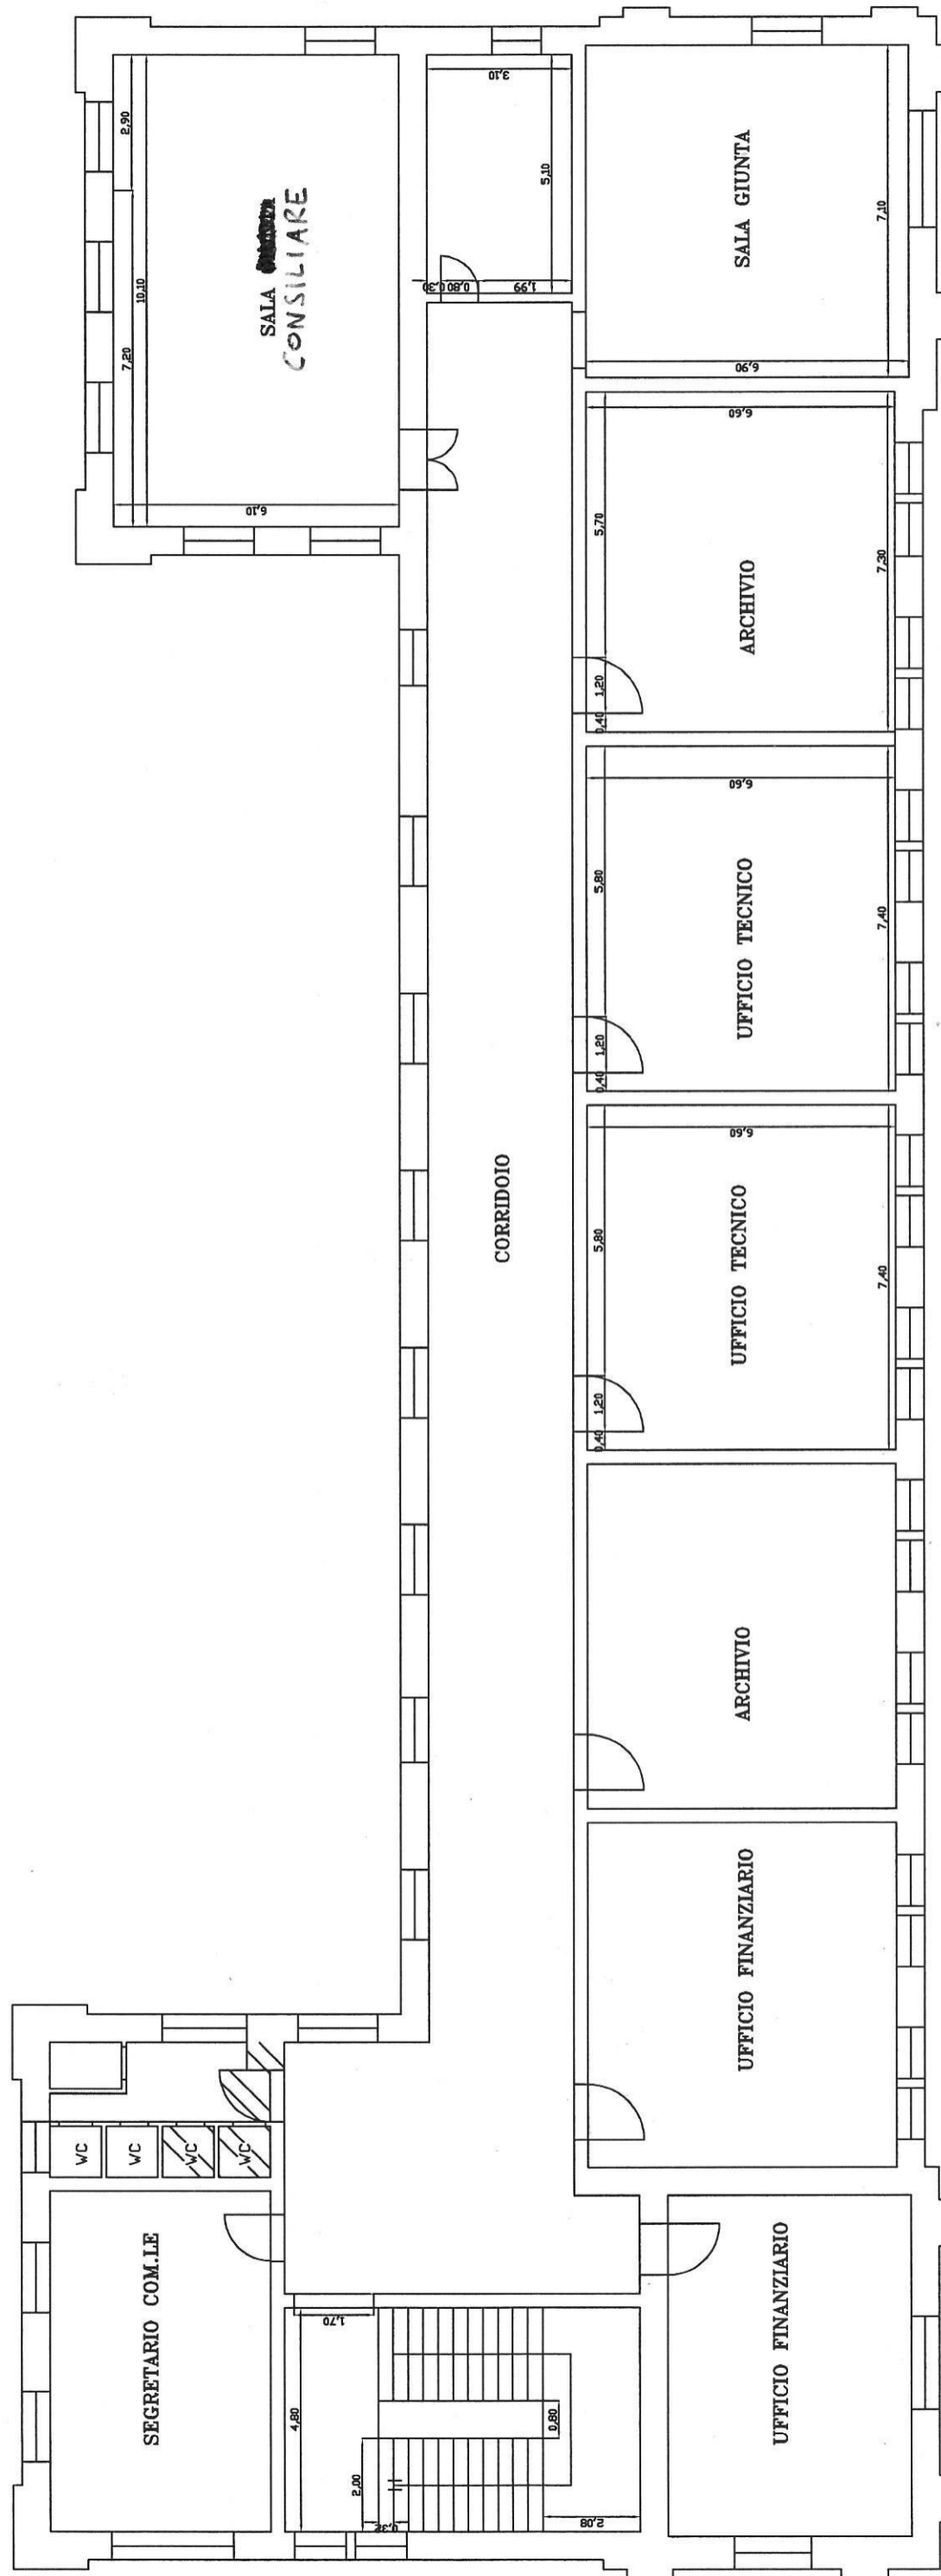 SALA
CONSILIARE
2,90
10,10
7,20
6,10
3,10
5,10
0,30
0,80
1,99
SALA GIUNTA
7,10
6,90
ARCHIVIO
6,60
5,70
7,30
1,20
0,40
UFFICIO TECNICO
6,60
5,80
7,40
1,20
0,40
CORRIDOIO
UFFICIO TECNICO
6,60
5,80
7,40
1,20
0,40
ARCHIVIO
UFFICIO FINANZIARIO
WC
WC
WC
WC
SEGRETARIO COM.LE
1,70
4,80
2,00
0,80
0,32
2,08
UFFICIO FINANZIARIO